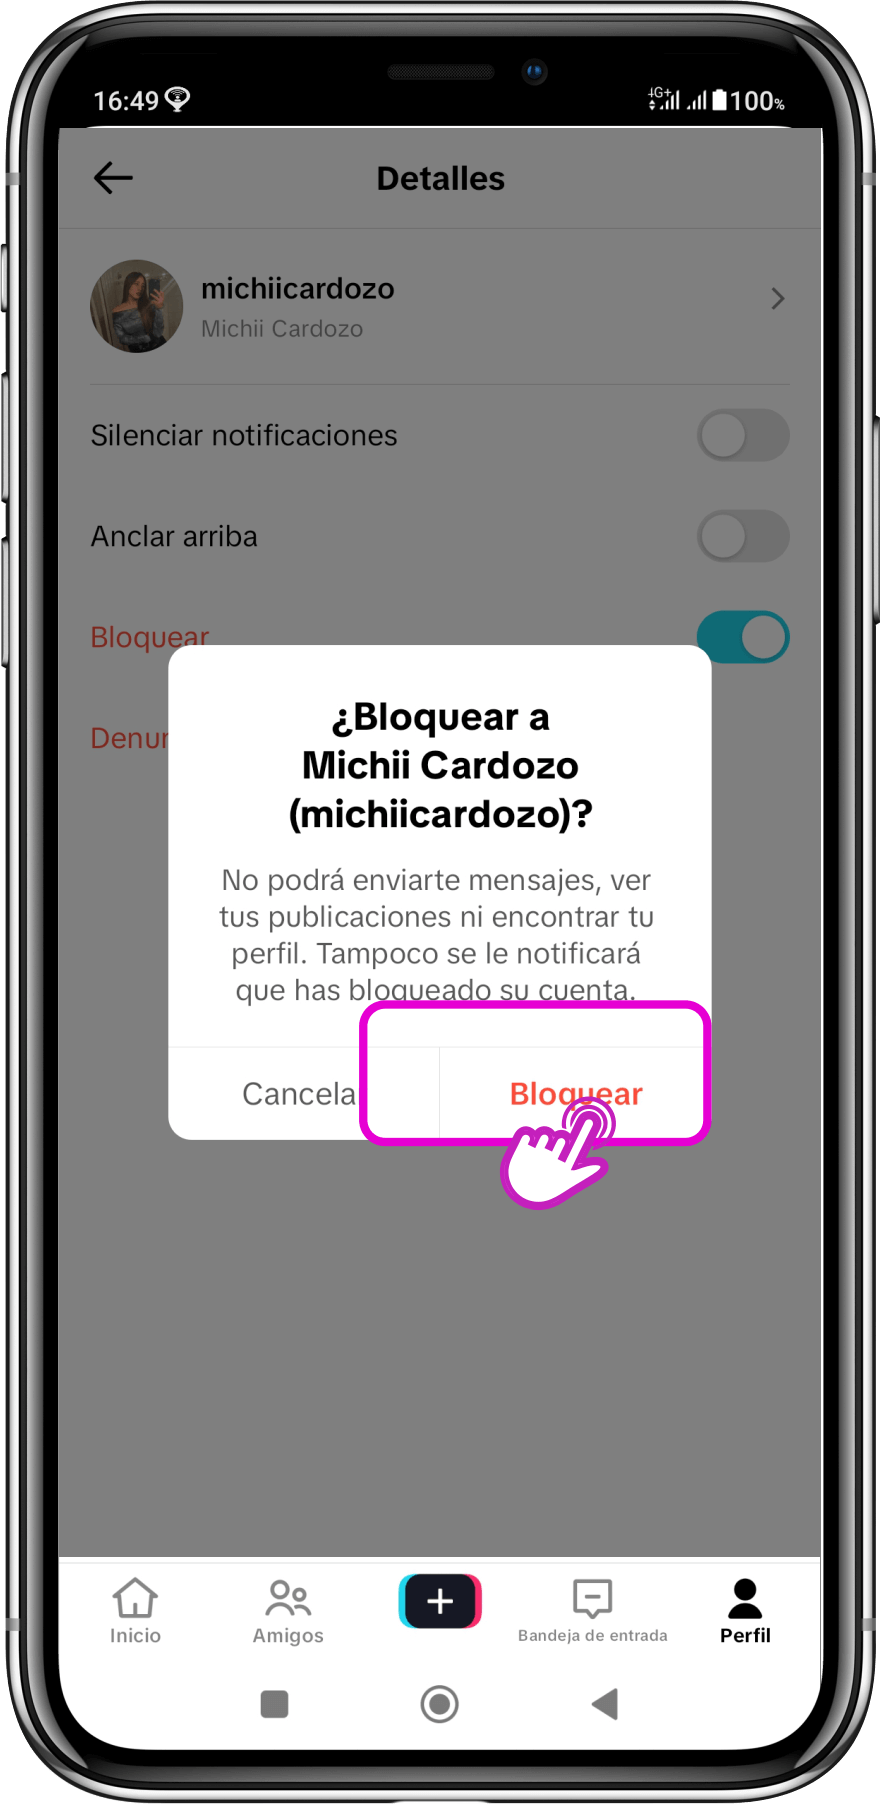 16:49
4G+ 100%
Detalles
michiicardozo
Michii Cardozo
Silenciar notificaciones
Anclar arriba
Bloquear
Denun
¿Bloquear a
Michii Cardozo
(michiicardozo)?
No podrá enviarte mensajes, ver
tus publicaciones ni encontrar tu
perfil. Tampoco se le notificará
que has bloqueado su cuenta.
Cancela
Bloquear
Inicio
Amigos
Bandeja de entrada
Perfil